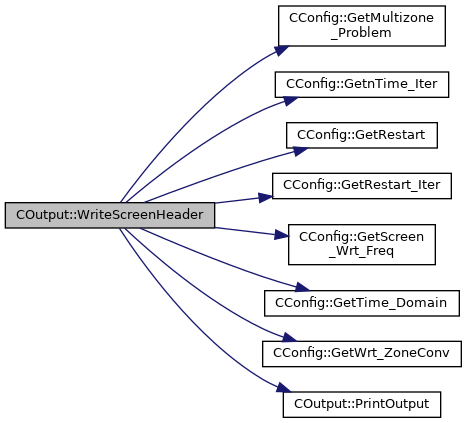 CConfig::GetMultizone
_Problem
CConfig::GetnTime_Iter
CConfig::GetRestart
CConfig::GetRestart_Iter
COutput::WriteScreenHeader
CConfig::GetScreen
_Wrt_Freq
CConfig::GetTime_Domain
CConfig::GetWrt_ZoneConv
COutput::PrintOutput